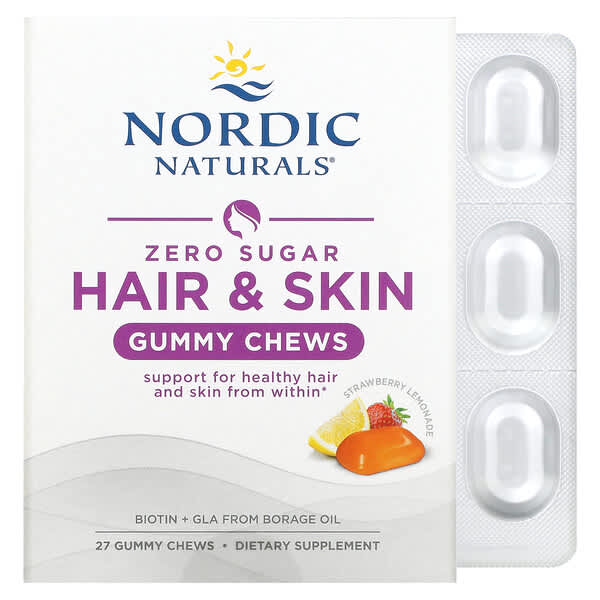 NORDIC
NATURALS®
ZERO SUGAR
HAIR & SKIN
GUMMY CHEWS
support for healthy hair
and skin from within*
STRAWBERRY LEMONADE
BIOTIN + GLA FROM BORAGE OIL
27 GUMMY CHEWS • DIETARY SUPPLEMENT